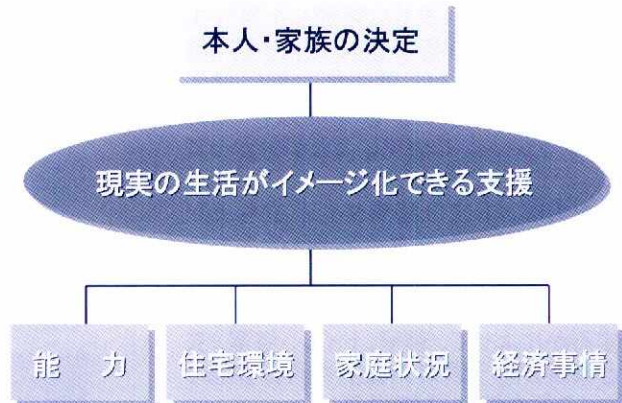 本人・家族の決定
現実の生活がイメージ化できる支援
能　力
住宅環境
家庭状況
経済事情